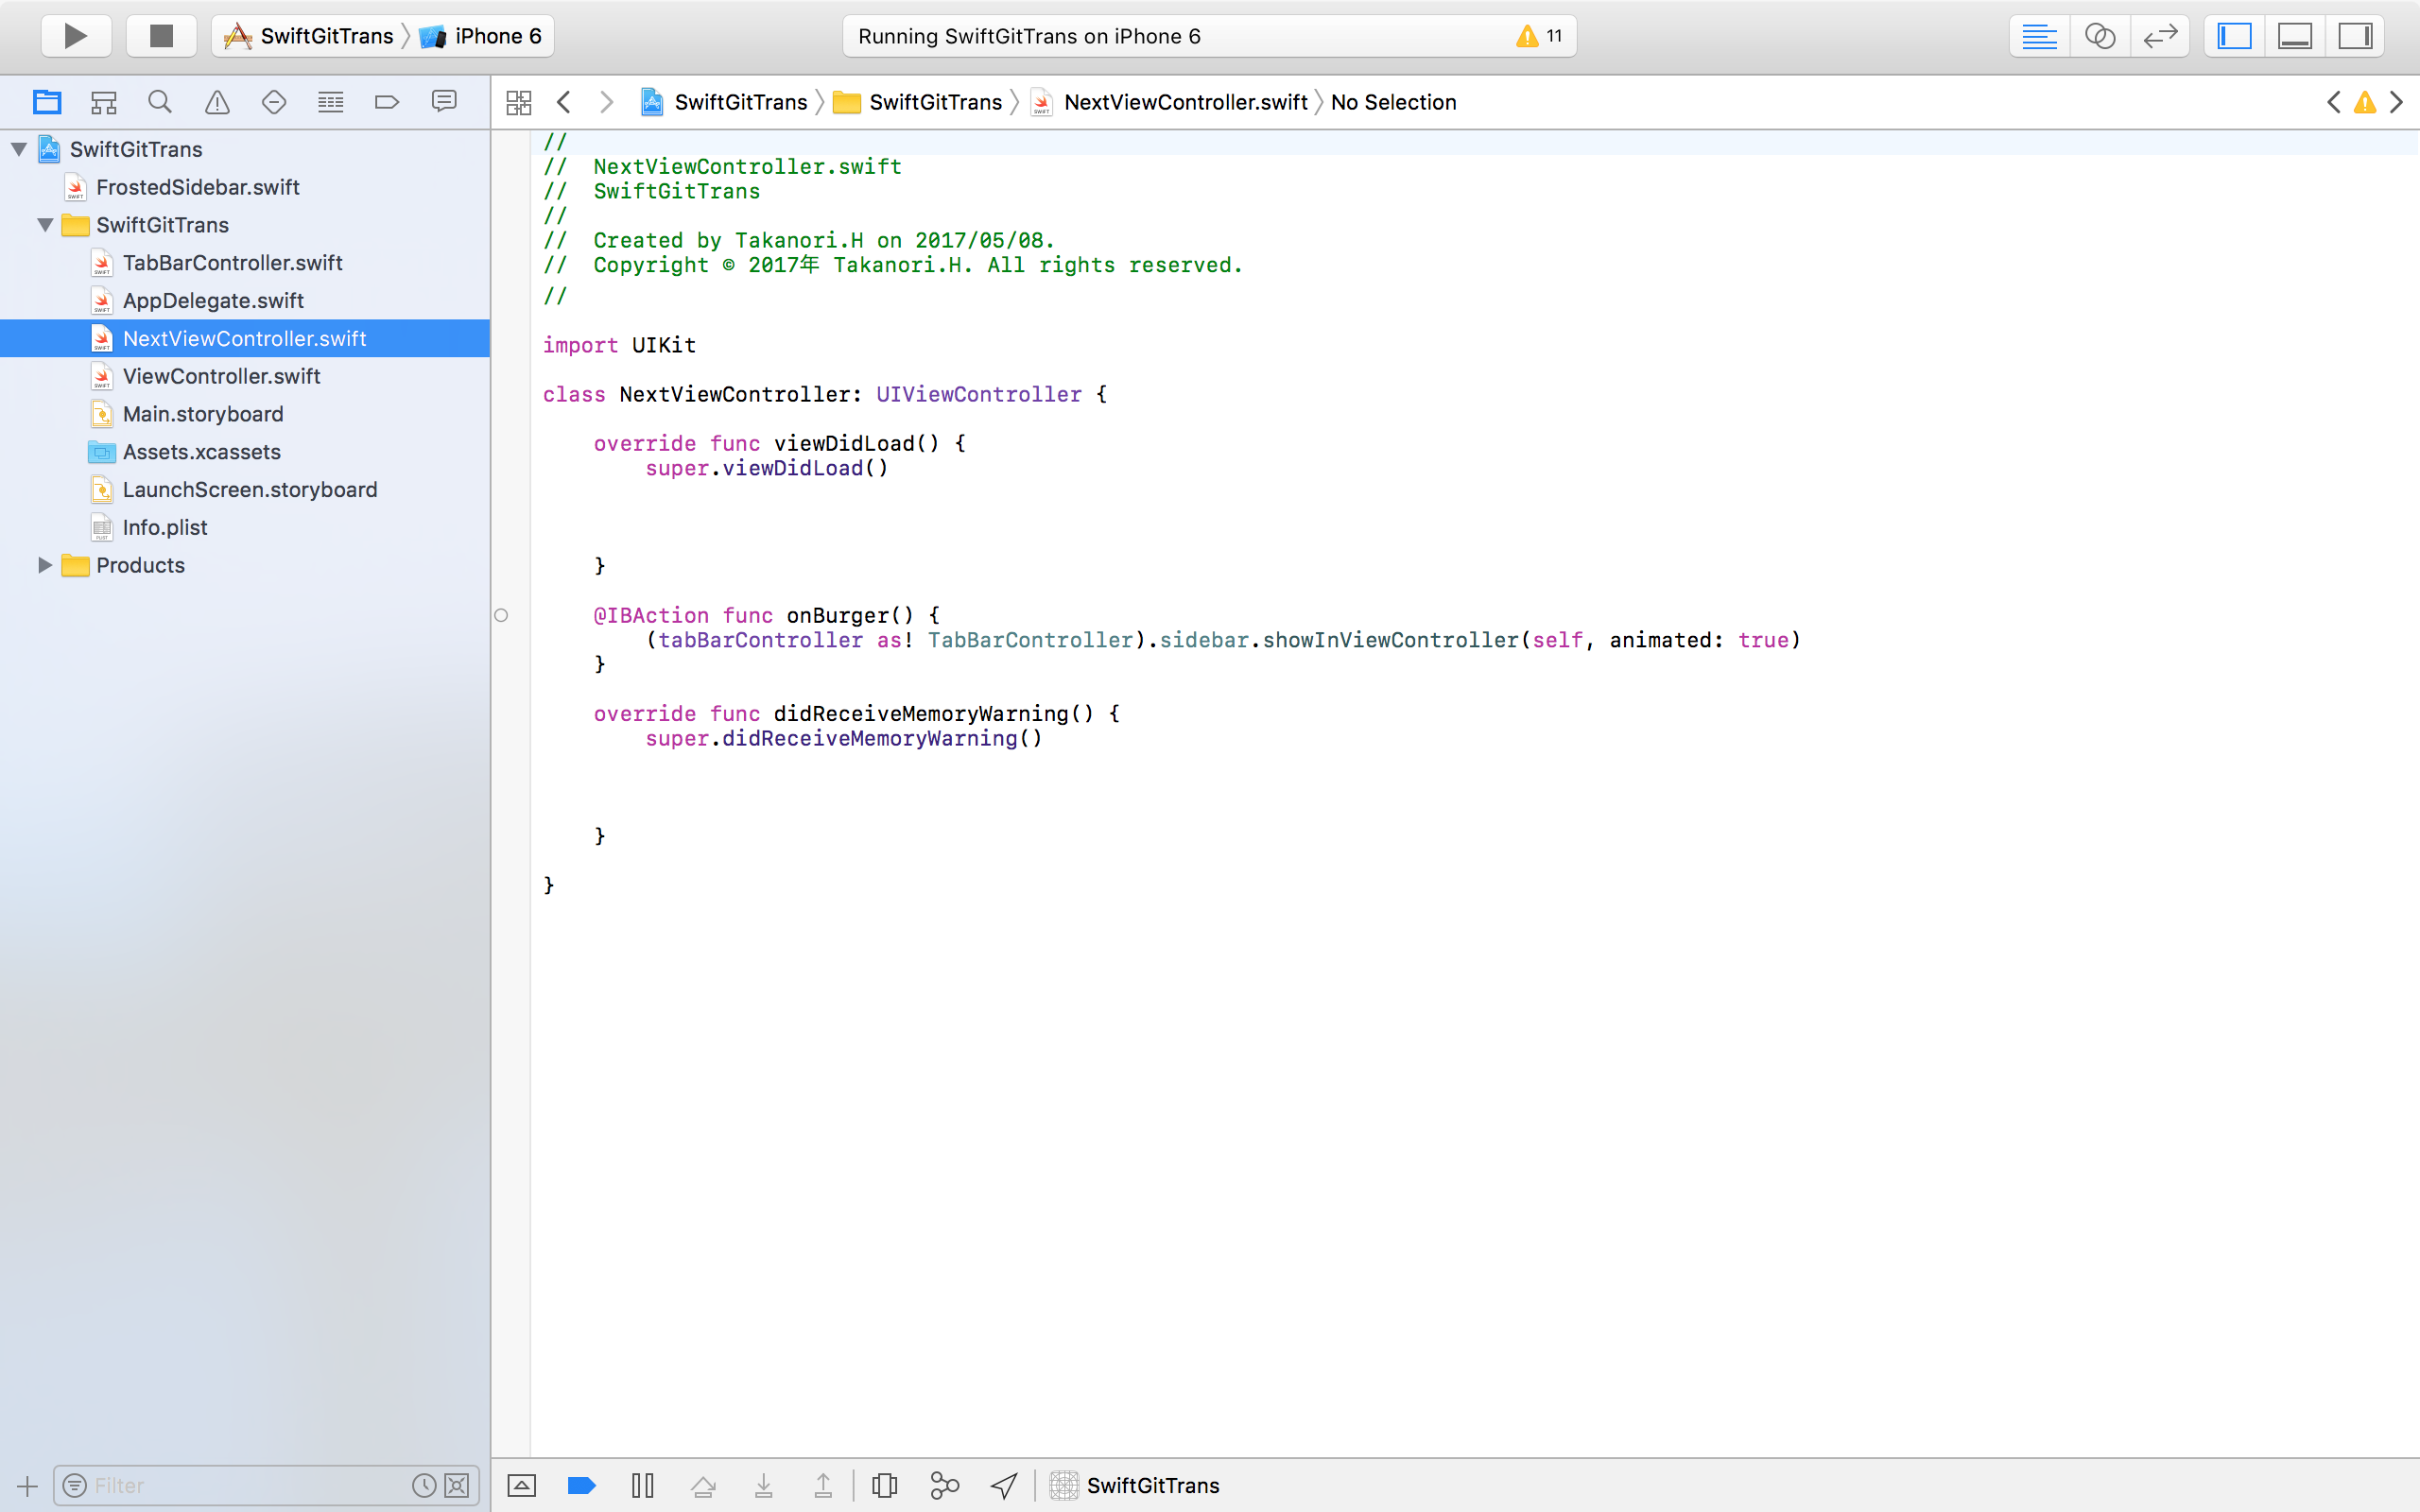 SwiftGitTrans iPhone 6
Running SwiftGitTrans on iPhone 6 11
SwiftGitTrans SwiftGitTrans NextViewController.swift No Selection
SwiftGitTrans
FrostedSidebar.swift
SwiftGitTrans
TabBarController.swift
AppDelegate.swift
NextViewController.swift
ViewController.swift
Main.storyboard
Assets.xcassets
LaunchScreen.storyboard
Info.plist
Products
Filter
//
//  NextViewController.swift
//  SwiftGitTrans
//
//  Created by Takanori.H on 2017/05/08.
//  Copyright © 2017年 Takanori.H. All rights reserved.
//
import UIKit
class NextViewController: UIViewController {
    override func viewDidLoad() {
        super.viewDidLoad()
    }
    @IBAction func onBurger() {
        (tabBarController as! TabBarController).sidebar.showInViewController(self, animated: true)
    }
    override func didReceiveMemoryWarning() {
        super.didReceiveMemoryWarning()
    }
}
SwiftGitTrans